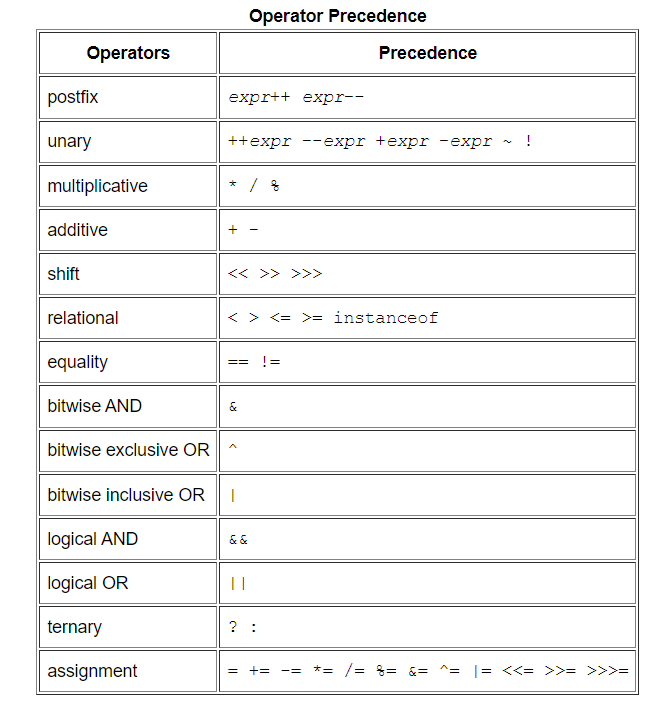 Operator Precedence
Operators Precedence
postfix expr++ expr--
unary ++expr --expr +expr -expr ~ !
multiplicative * / %
additive + -
shift << >> >>>
relational < > <= >= instanceof
equality == !=
bitwise AND &
bitwise exclusive OR ^
bitwise inclusive OR |
logical AND &&
logical OR ||
ternary ? :
assignment = += -= *= /= %= &= ^= |= <<= >>= >>>=